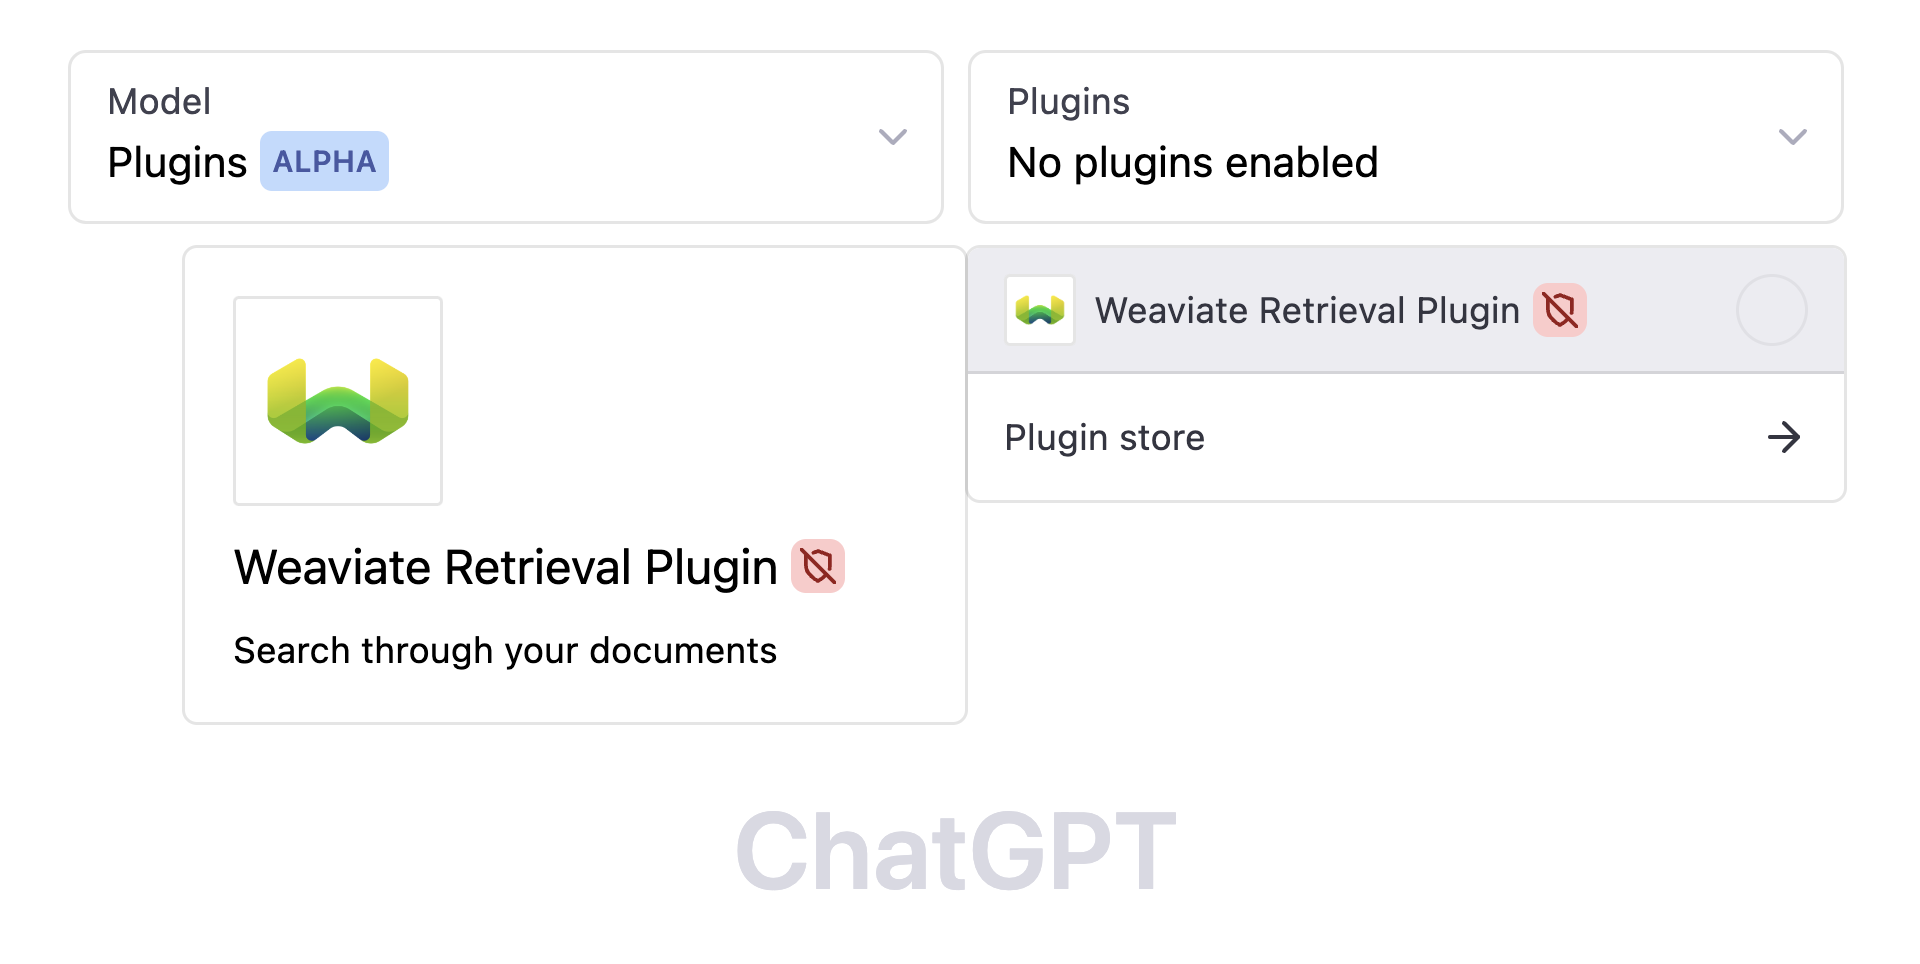 Model
Plugins ALPHA
Plugins
No plugins enabled
Weaviate Retrieval Plugin
Plugin store
Weaviate Retrieval Plugin
Search through your documents
ChatGPT